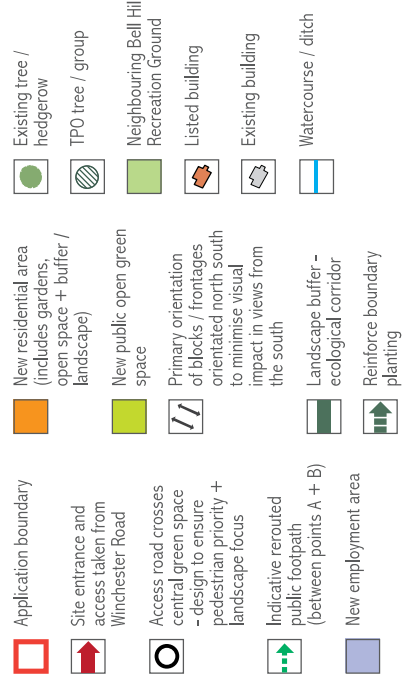 Application boundary
Site entrance and
access taken from
Winchester Road
Access road crosses
central green space
– design to ensure
pedestrian priority +
landscape focus
Indicative rerouted
public footpath
(between points A + B)
New employment area
New residential area
(includes gardens,
open space + buffer /
landscape)
New public open green
space
Primary orientation
of blocks / frontages
orientated north south
to minimise visual
impact in views from
the south
Landscape buffer –
ecological corridor
Reinforce boundary
planting
Existing tree /
hedgerow
TPO tree / group
Neighbouring Bell Hill
Recreation Ground
Listed building
Existing building
Watercourse / ditch